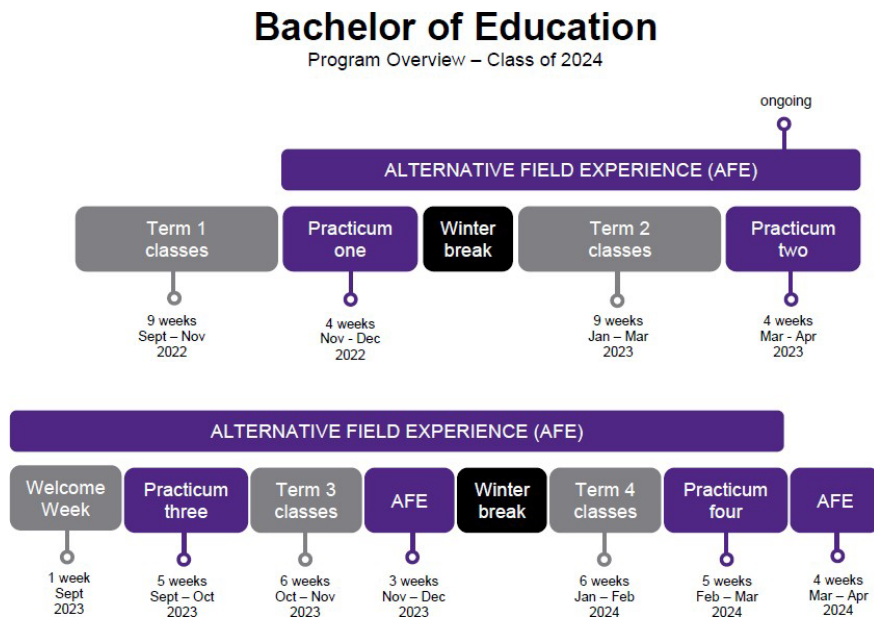 Bachelor of Education
Program Overview – Class of 2024
ongoing
ALTERNATIVE FIELD EXPERIENCE (AFE)
Term 1
classes
Practicum
one
Winter
break
Term 2
classes
Practicum
two
9 weeks
Sept – Nov
2022
4 weeks
Nov - Dec
2022
9 weeks
Jan – Mar
2023
4 weeks
Mar - Apr
2023
ALTERNATIVE FIELD EXPERIENCE (AFE)
Welcome
Week
Practicum
three
Term 3
classes
AFE
Winter
break
Term 4
classes
Practicum
four
AFE
1 week
Sept
2023
5 weeks
Sept – Oct
2023
6 weeks
Oct – Nov
2023
3 weeks
Nov – Dec
2023
6 weeks
Jan – Feb
2024
5 weeks
Feb – Mar
2024
4 weeks
Mar – Apr
2024